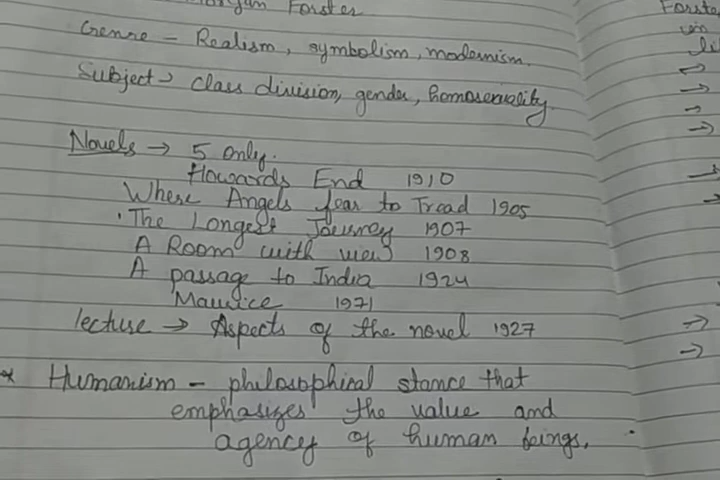 Forster
Genre - Realism, symbolism, modernism.
Subject → class division, gender, homosexuality
Novels → 5 only.
Howards End 1910
Where Angels fear to Tread 1905
The Longest Journey 1907
A Room with view 1908
A passage to India 1924
Maurice 1971
lecture → Aspects of the novel 1927
* Humanism - philosophical stance that
emphasizes the value and
agency of human beings.